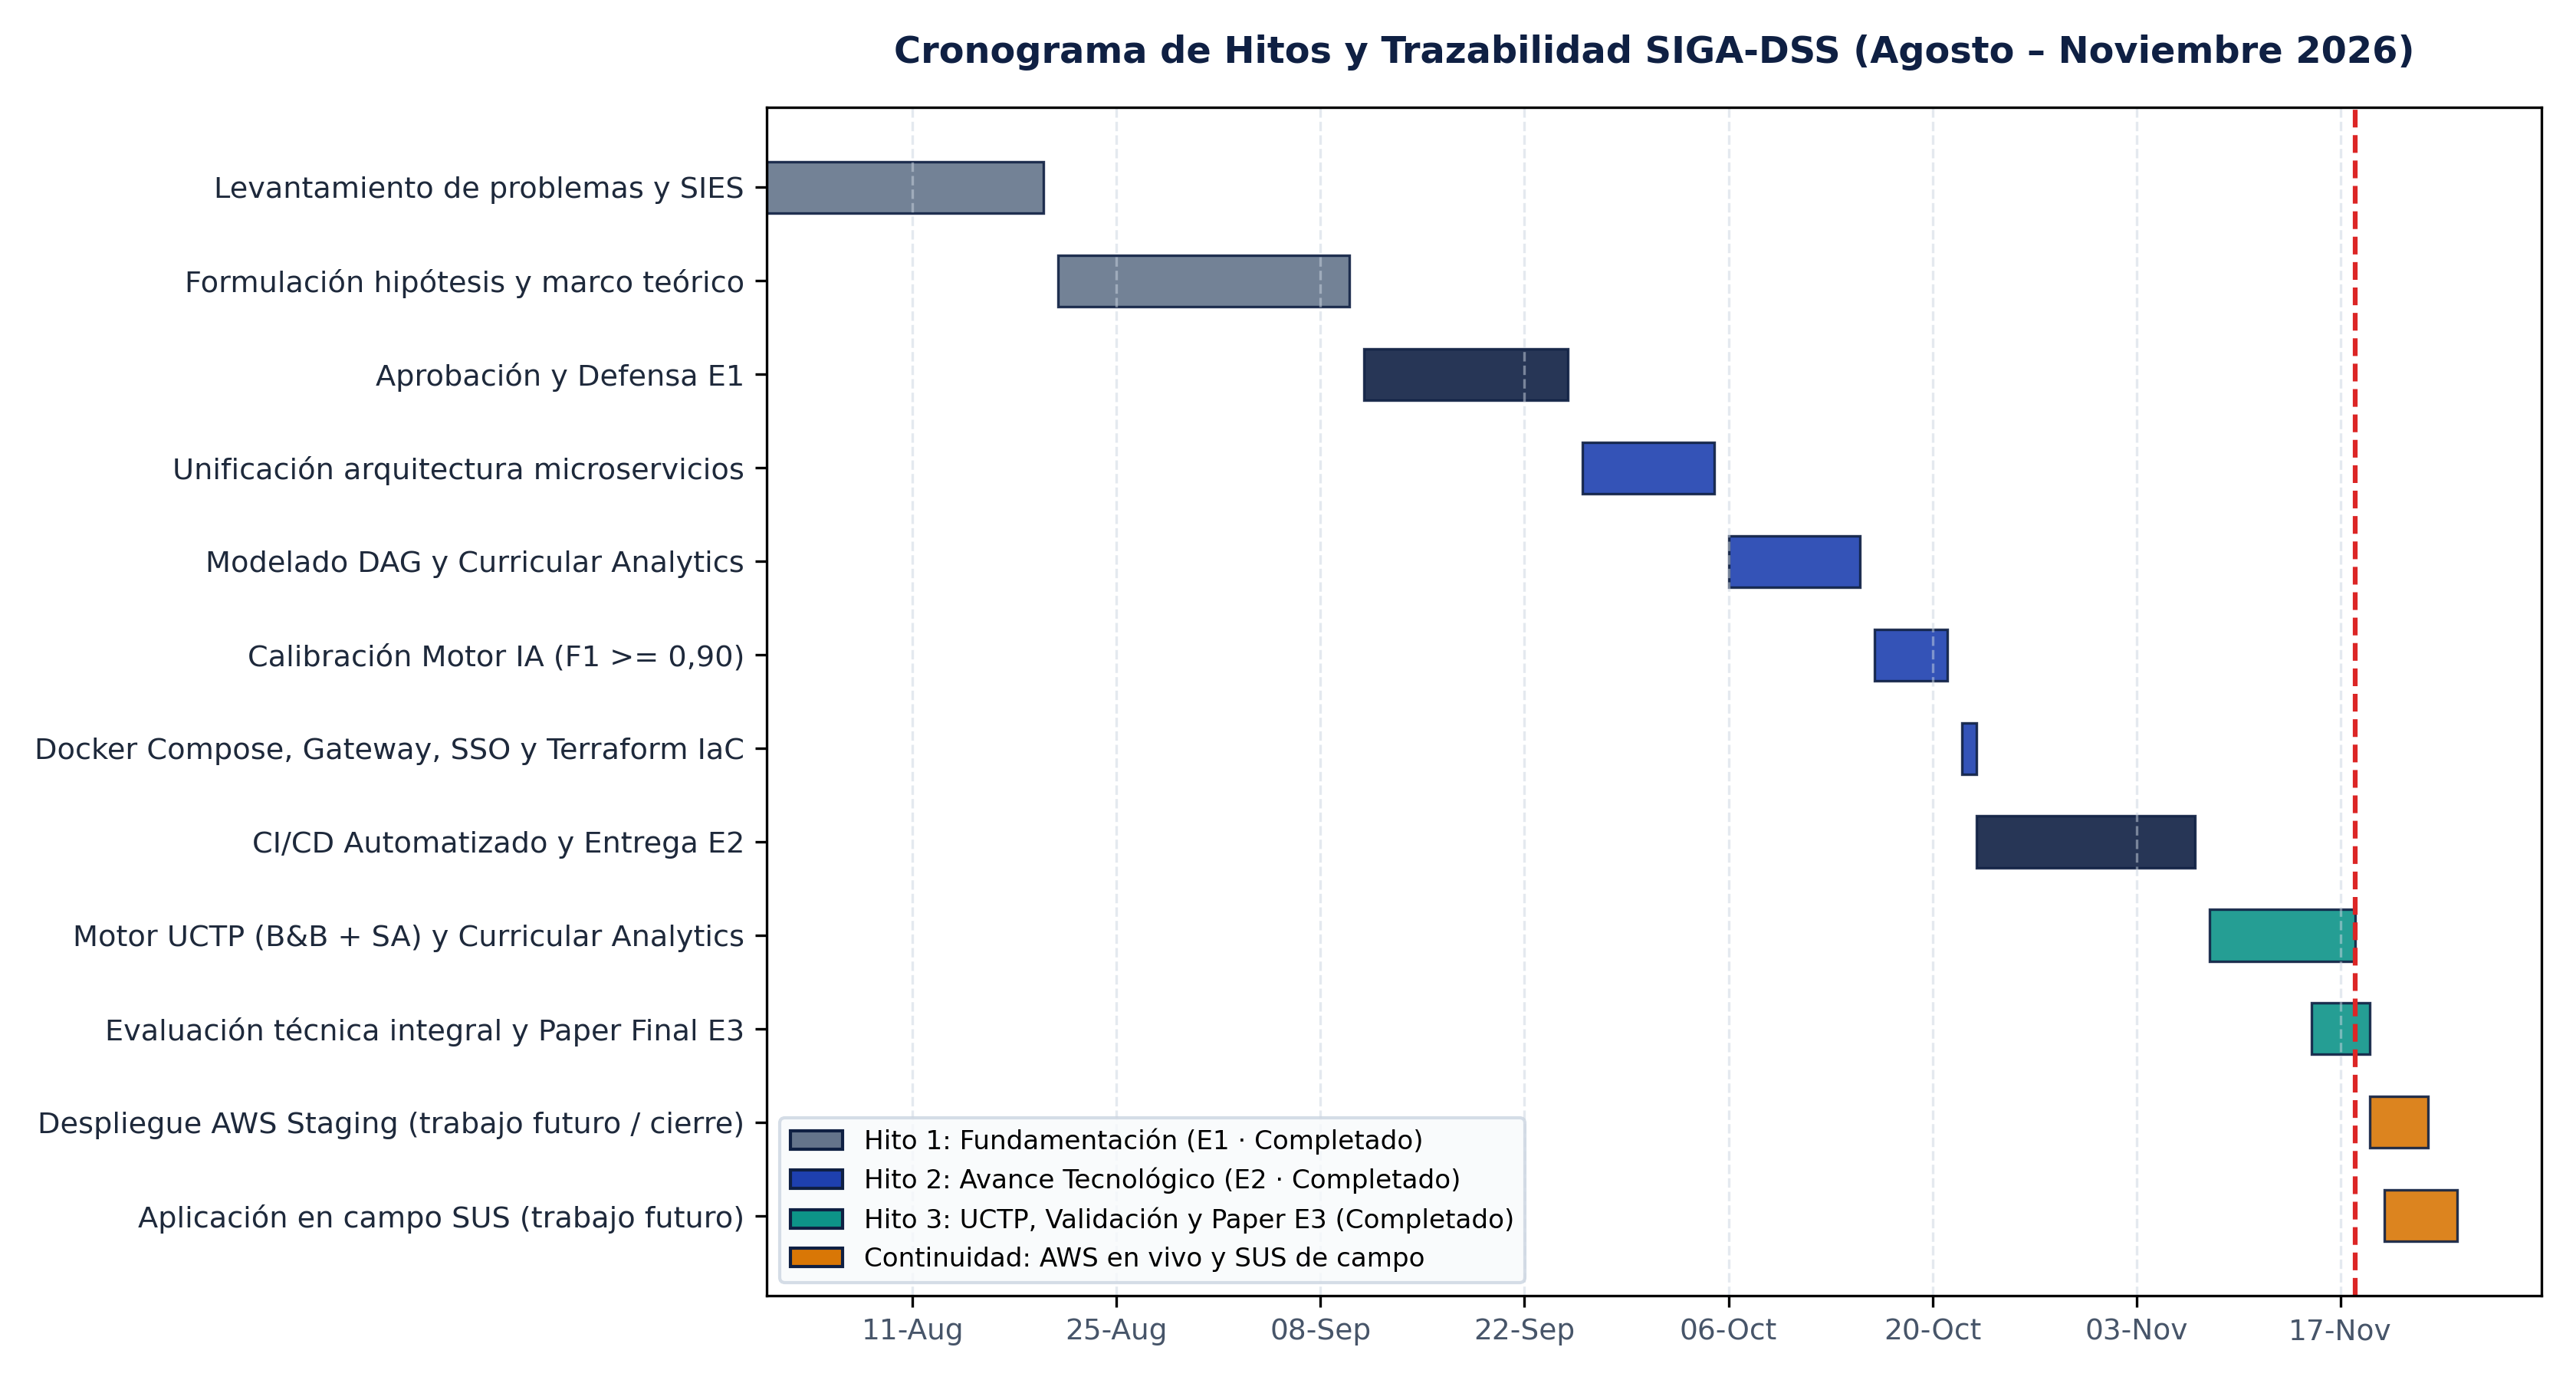 Cronograma de Hitos y Trazabilidad SIGA-DSS (Agosto – Noviembre 2026)
Levantamiento de problemas y SIES
Formulación hipótesis y marco teórico
Aprobación y Defensa E1
Unificación arquitectura microservicios
Modelado DAG y Curricular Analytics
Calibración Motor IA (F1 >= 0,90)
Docker Compose, Gateway, SSO y Terraform IaC
CI/CD Automatizado y Entrega E2
Motor UCTP (B&B + SA) y Curricular Analytics
Evaluación técnica integral y Paper Final E3
Despliegue AWS Staging (trabajo futuro / cierre)
Aplicación en campo SUS (trabajo futuro)
Hito 1: Fundamentación (E1 · Completado)
Hito 2: Avance Tecnológico (E2 · Completado)
Hito 3: UCTP, Validación y Paper E3 (Completado)
Continuidad: AWS en vivo y SUS de campo
11-Aug
25-Aug
08-Sep
22-Sep
06-Oct
20-Oct
03-Nov
17-Nov